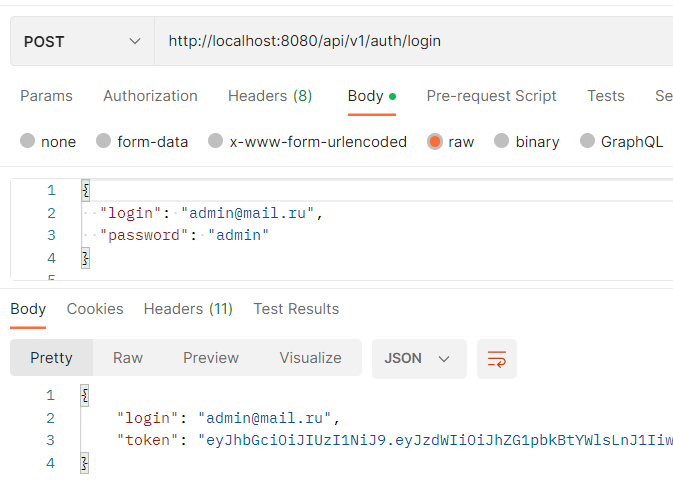 POST http://localhost:8080/api/v1/auth/login
Params Authorization Headers (8) Body Pre-request Script Tests Se
none form-data x-www-form-urlencoded raw binary GraphQL
1 {
2 "login": "admin@mail.ru",
3 "password": "admin"
4 }
5
Body Cookies Headers (11) Test Results
Pretty Raw Preview Visualize JSON
1 {
2 "login": "admin@mail.ru",
3 "token": "eyJhbGciOiJIUzI1NiJ9.eyJzdWIiOiJhZG1pbkBtYWlsLnJ1Iiw
4 }